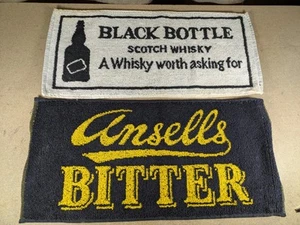 BLACK BOTTLE
SCOTCH WHISKY
A Whisky worth asking for
Ansells
BITTER